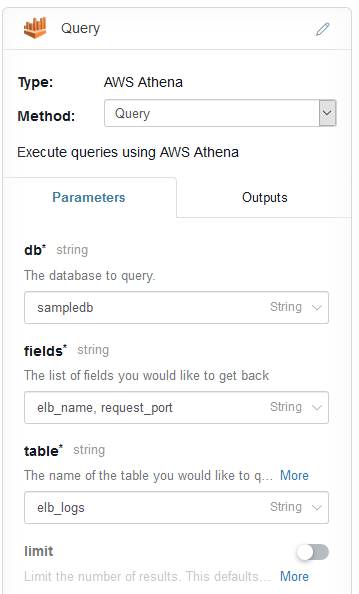 Query
Type: AWS Athena
Method: Query
Execute queries using AWS Athena
Parameters Outputs
db* string
The database to query.
sampledb String
fields* string
The list of fields you would like to get back
elb_name, request_port String
table* string
The name of the table you would like to q... More
elb_logs String
limit
Limit the number of results. This defaults... More